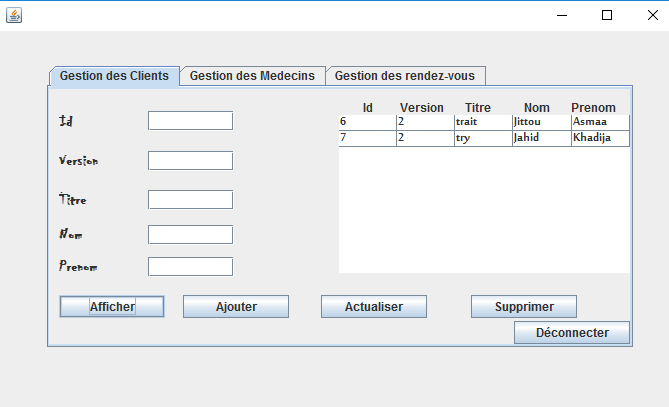 Gestion des Clients Gestion des Medecins Gestion des rendez-vous
Id Version Titre Nom Prenom
6 2 trait Jittou Asmaa
7 2 try Jahid Khadija
Id
Version
Titre
Nom
Prenom
Afficher Ajouter Actualiser Supprimer
Déconnecter